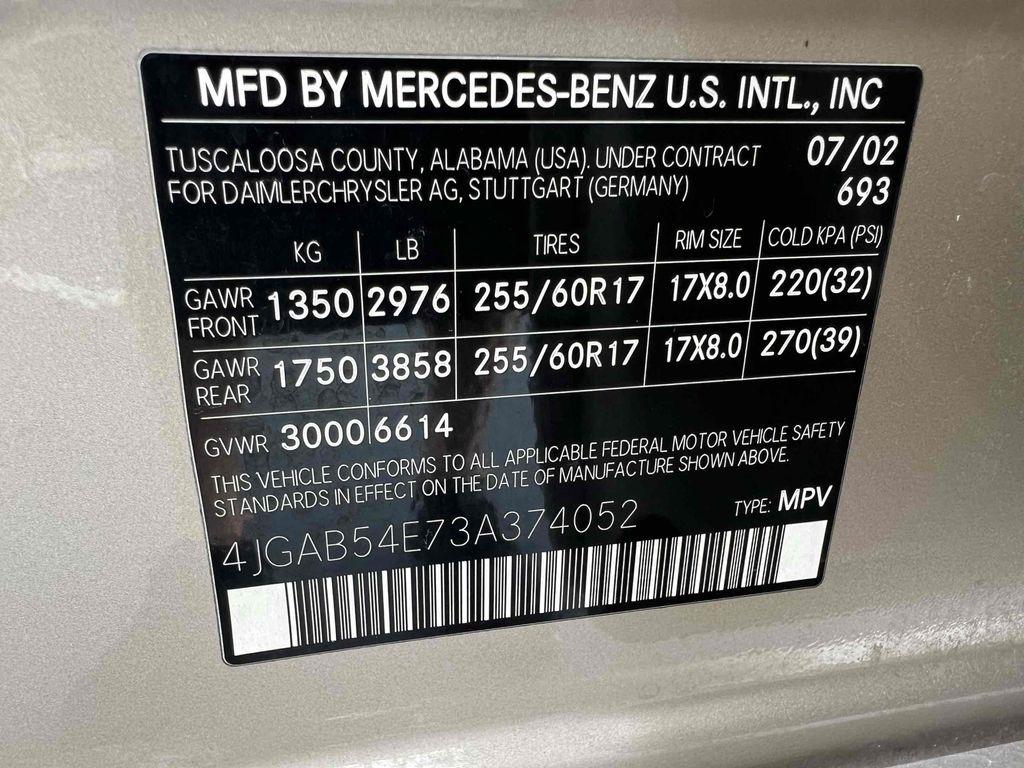 MFD BY MERCEDES-BENZ U.S. INTL., INC
TUSCALOOSA COUNTY, ALABAMA (USA). UNDER CONTRACT 07/02
FOR DAIMLERCHRYSLER AG, STUTTGART (GERMANY) 693
KG LB TIRES RIM SIZE COLD KPA (PSI)
GAWR FRONT 1350 2976 255/60R17 17X8.0 220(32)
GAWR REAR 1750 3858 255/60R17 17X8.0 270(39)
GVWR 3000 6614
THIS VEHICLE CONFORMS TO ALL APPLICABLE FEDERAL MOTOR VEHICLE SAFETY
STANDARDS IN EFFECT ON THE DATE OF MANUFACTURE SHOWN ABOVE.
4JGAB54E73A374052 TYPE: MPV